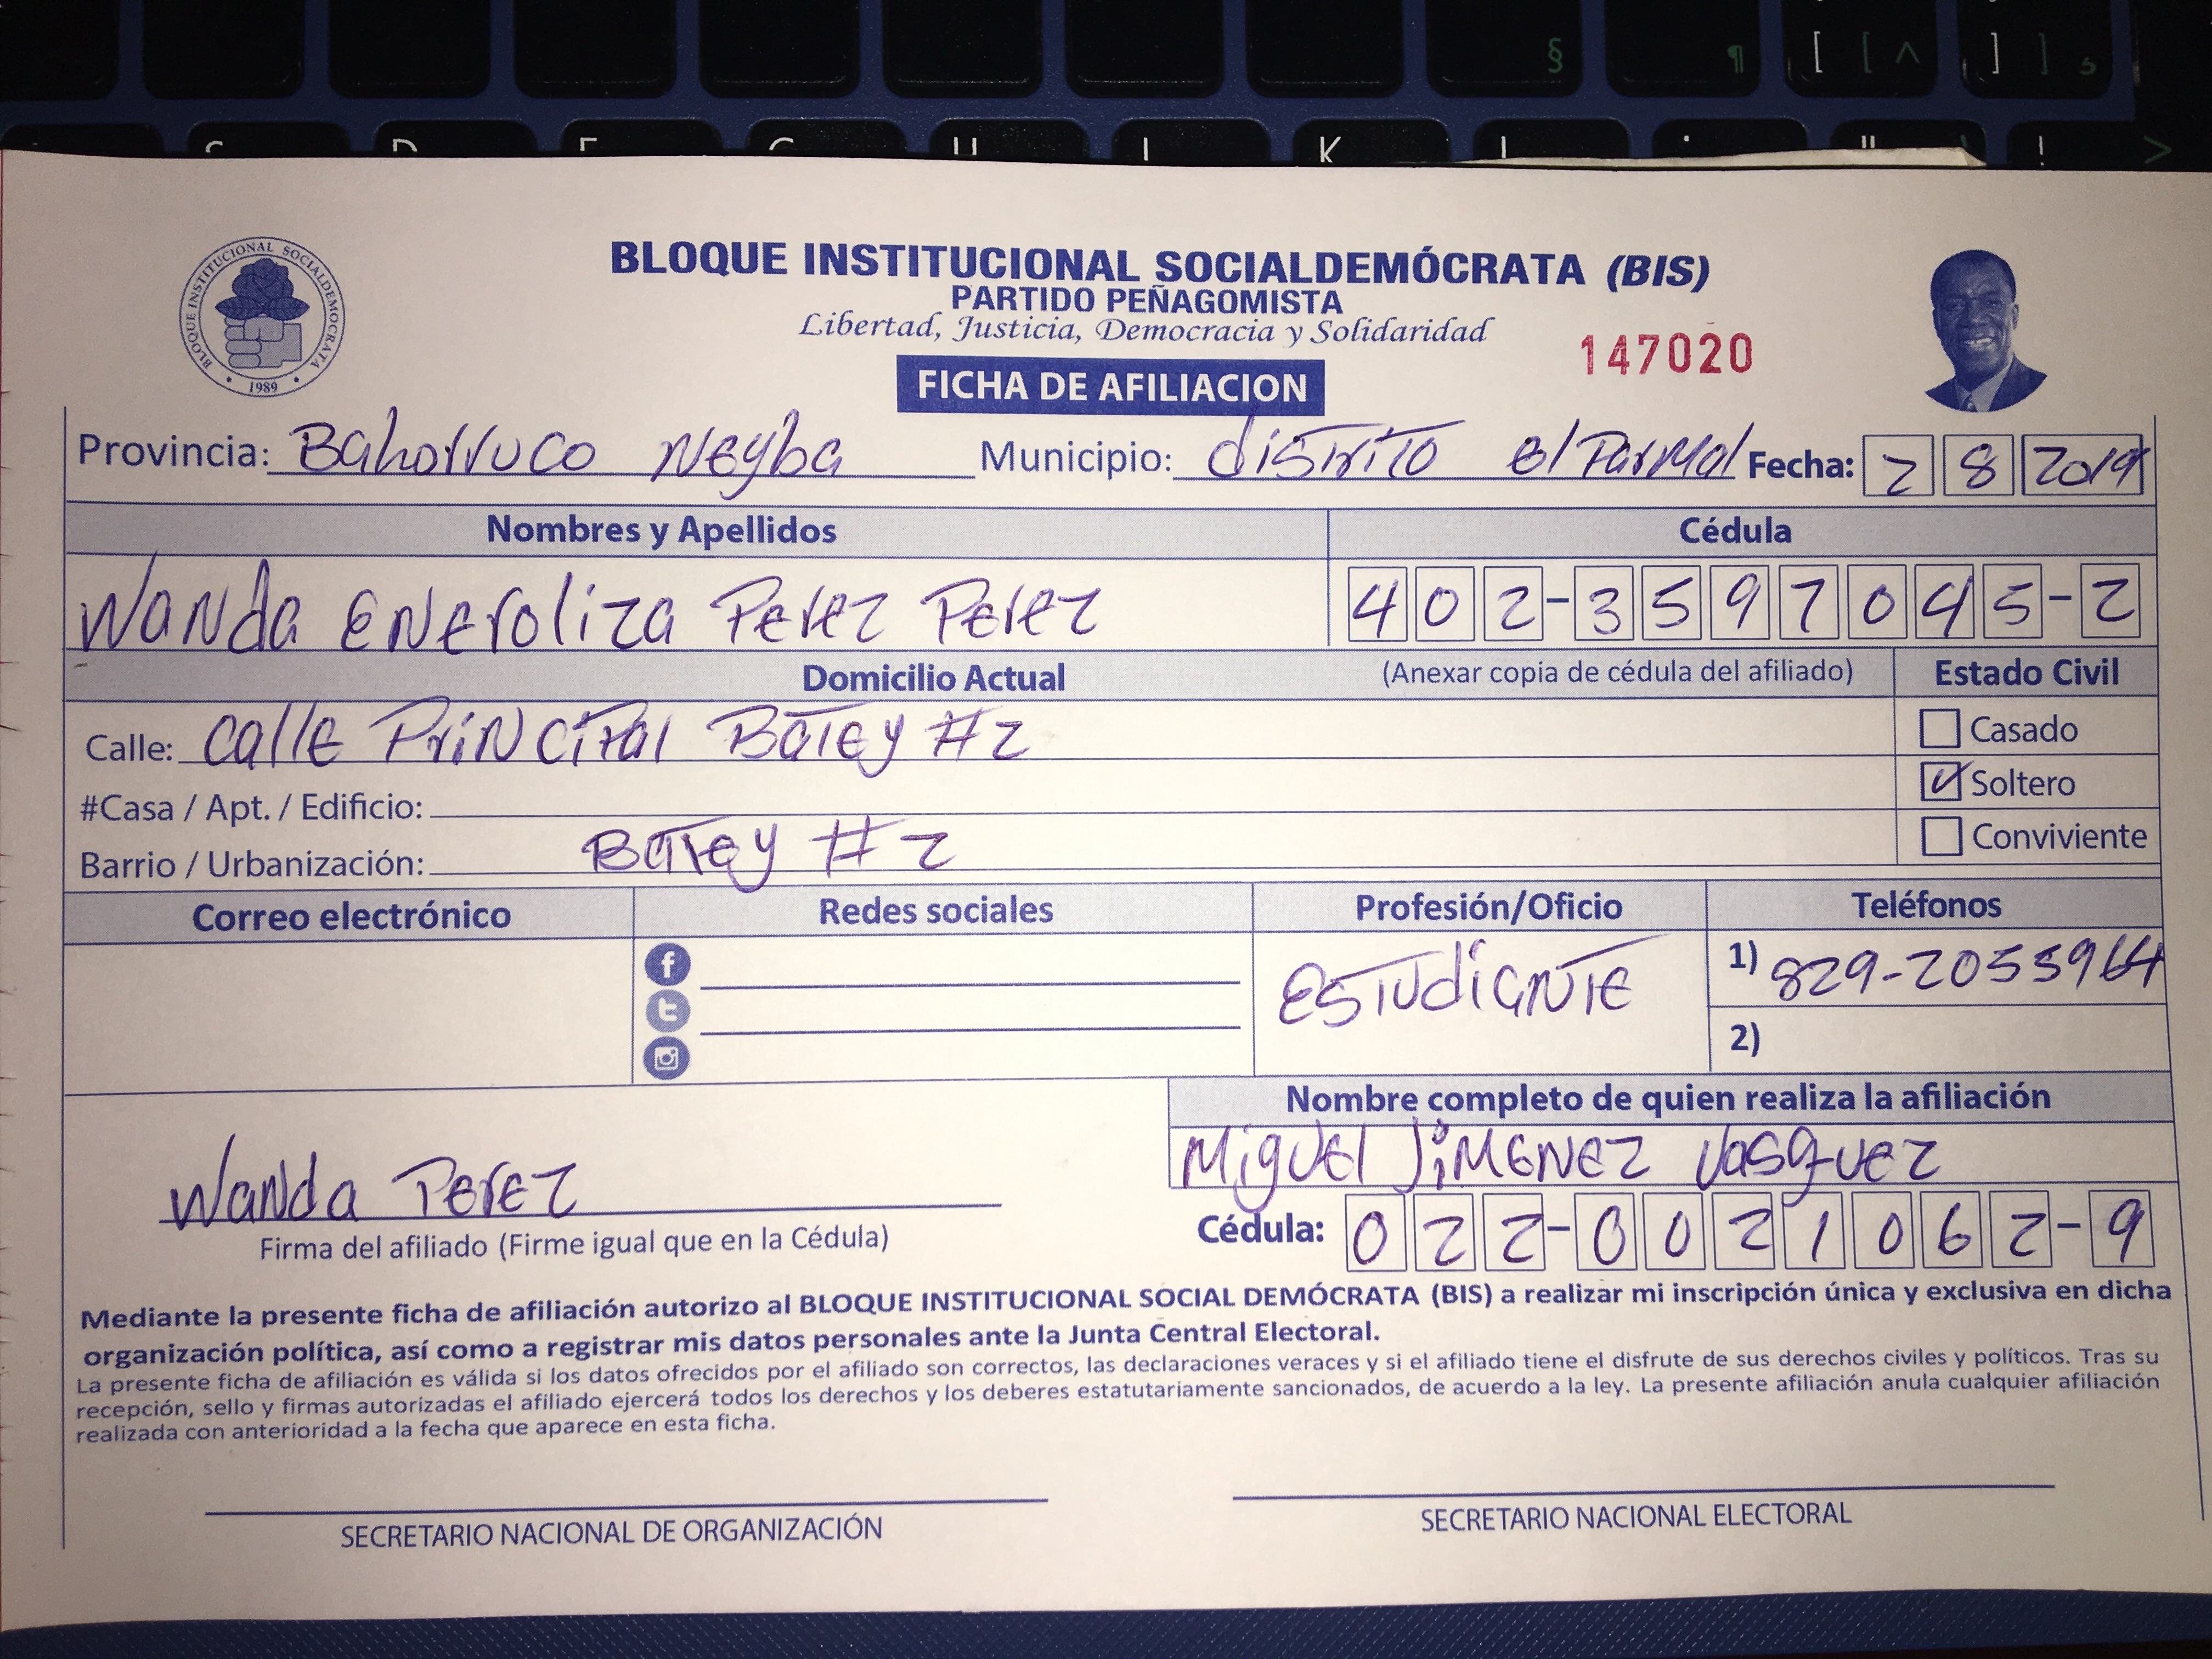 § ¶ [ [ ^ ] ] s
S D F G H J K L : " ! >
BLOQUE INSTITUCIONAL SOCIALDEMOCRATA
• 1989 •
BLOQUE INSTITUCIONAL SOCIALDEMÓCRATA (BIS)
PARTIDO PEÑAGOMISTA
Libertad, Justicia, Democracia y Solidaridad
147020
FICHA DE AFILIACION
Provincia: Bahorruco Neyba Municipio: distrito el Parmal Fecha: 2 8 2019
Nombres y Apellidos Cédula
Wanda Eneroliza Perez Perez 402-3597045-2
Domicilio Actual (Anexar copia de cédula del afiliado) Estado Civil
Calle: calle Principal Batey #2 Casado
#Casa / Apt. / Edificio: Soltero
Barrio / Urbanización: Batey #2 Conviviente
Correo electrónico Redes sociales Profesión/Oficio Teléfonos
Estudiante 1) 829-2055964
2)
Nombre completo de quien realiza la afiliación
Miguel Jimenez Vasquez
Wanda Perez
Firma del afiliado (Firme igual que en la Cédula) Cédula: 022-0021062-9
Mediante la presente ficha de afiliación autorizo al BLOQUE INSTITUCIONAL SOCIAL DEMÓCRATA (BIS) a realizar mi inscripción única y exclusiva en dicha
organización política, así como a registrar mis datos personales ante la Junta Central Electoral.
La presente ficha de afiliación es válida si los datos ofrecidos por el afiliado son correctos, las declaraciones veraces y si el afiliado tiene el disfrute de sus derechos civiles y políticos. Tras su
recepción, sello y firmas autorizadas el afiliado ejercerá todos los derechos y los deberes estatutariamente sancionados, de acuerdo a la ley. La presente afiliación anula cualquier afiliación
realizada con anterioridad a la fecha que aparece en esta ficha.
SECRETARIO NACIONAL DE ORGANIZACIÓN SECRETARIO NACIONAL ELECTORAL